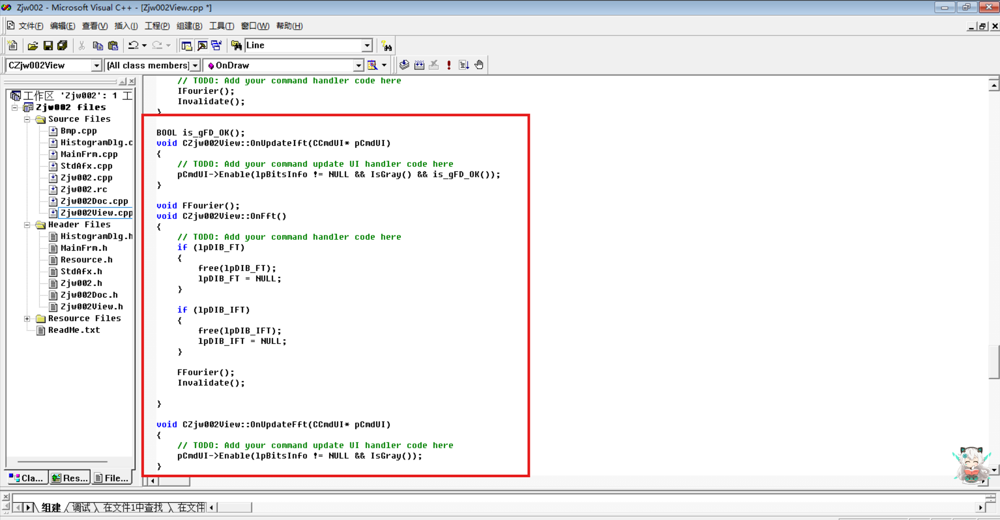 Zjw002 - Microsoft Visual C++ - [Zjw002View.cpp *]
文件(F) 编辑(E) 查看(V) 插入(I) 工程(P) 组建(B) 工具(T) 窗口(W) 帮助(H)
Line
CZjw002View [All class members] OnDraw
工作区 'Zjw002': 1 工
Zjw002 files
Source Files
Bmp.cpp
HistogramDlg.c
MainFrm.cpp
StdAfx.cpp
Zjw002.cpp
Zjw002.rc
Zjw002Doc.cpp
Zjw002View.cpp
Header Files
HistogramDlg.h
MainFrm.h
Resource.h
StdAfx.h
Zjw002.h
Zjw002Doc.h
Zjw002View.h
Resource Files
ReadMe.txt
Cla... Res... File...
// TODO: Add your command handler code here
IFourier();
Invalidate();
}
BOOL is_gFD_OK();
void CZjw002View::OnUpdateIft(CCmdUI* pCmdUI)
{
// TODO: Add your command update UI handler code here
pCmdUI->Enable(lpBitsInfo != NULL && IsGray() && is_gFD_OK());
}
void FFourier();
void CZjw002View::OnFft()
{
// TODO: Add your command handler code here
if (lpDIB_FT)
{
free(lpDIB_FT);
lpDIB_FT = NULL;
}
if (lpDIB_IFT)
{
free(lpDIB_IFT);
lpDIB_IFT = NULL;
}
FFourier();
Invalidate();
}
void CZjw002View::OnUpdateFft(CCmdUI* pCmdUI)
{
// TODO: Add your command update UI handler code here
pCmdUI->Enable(lpBitsInfo != NULL && IsGray());
}
组建 调试 在文件1中查找 在文件